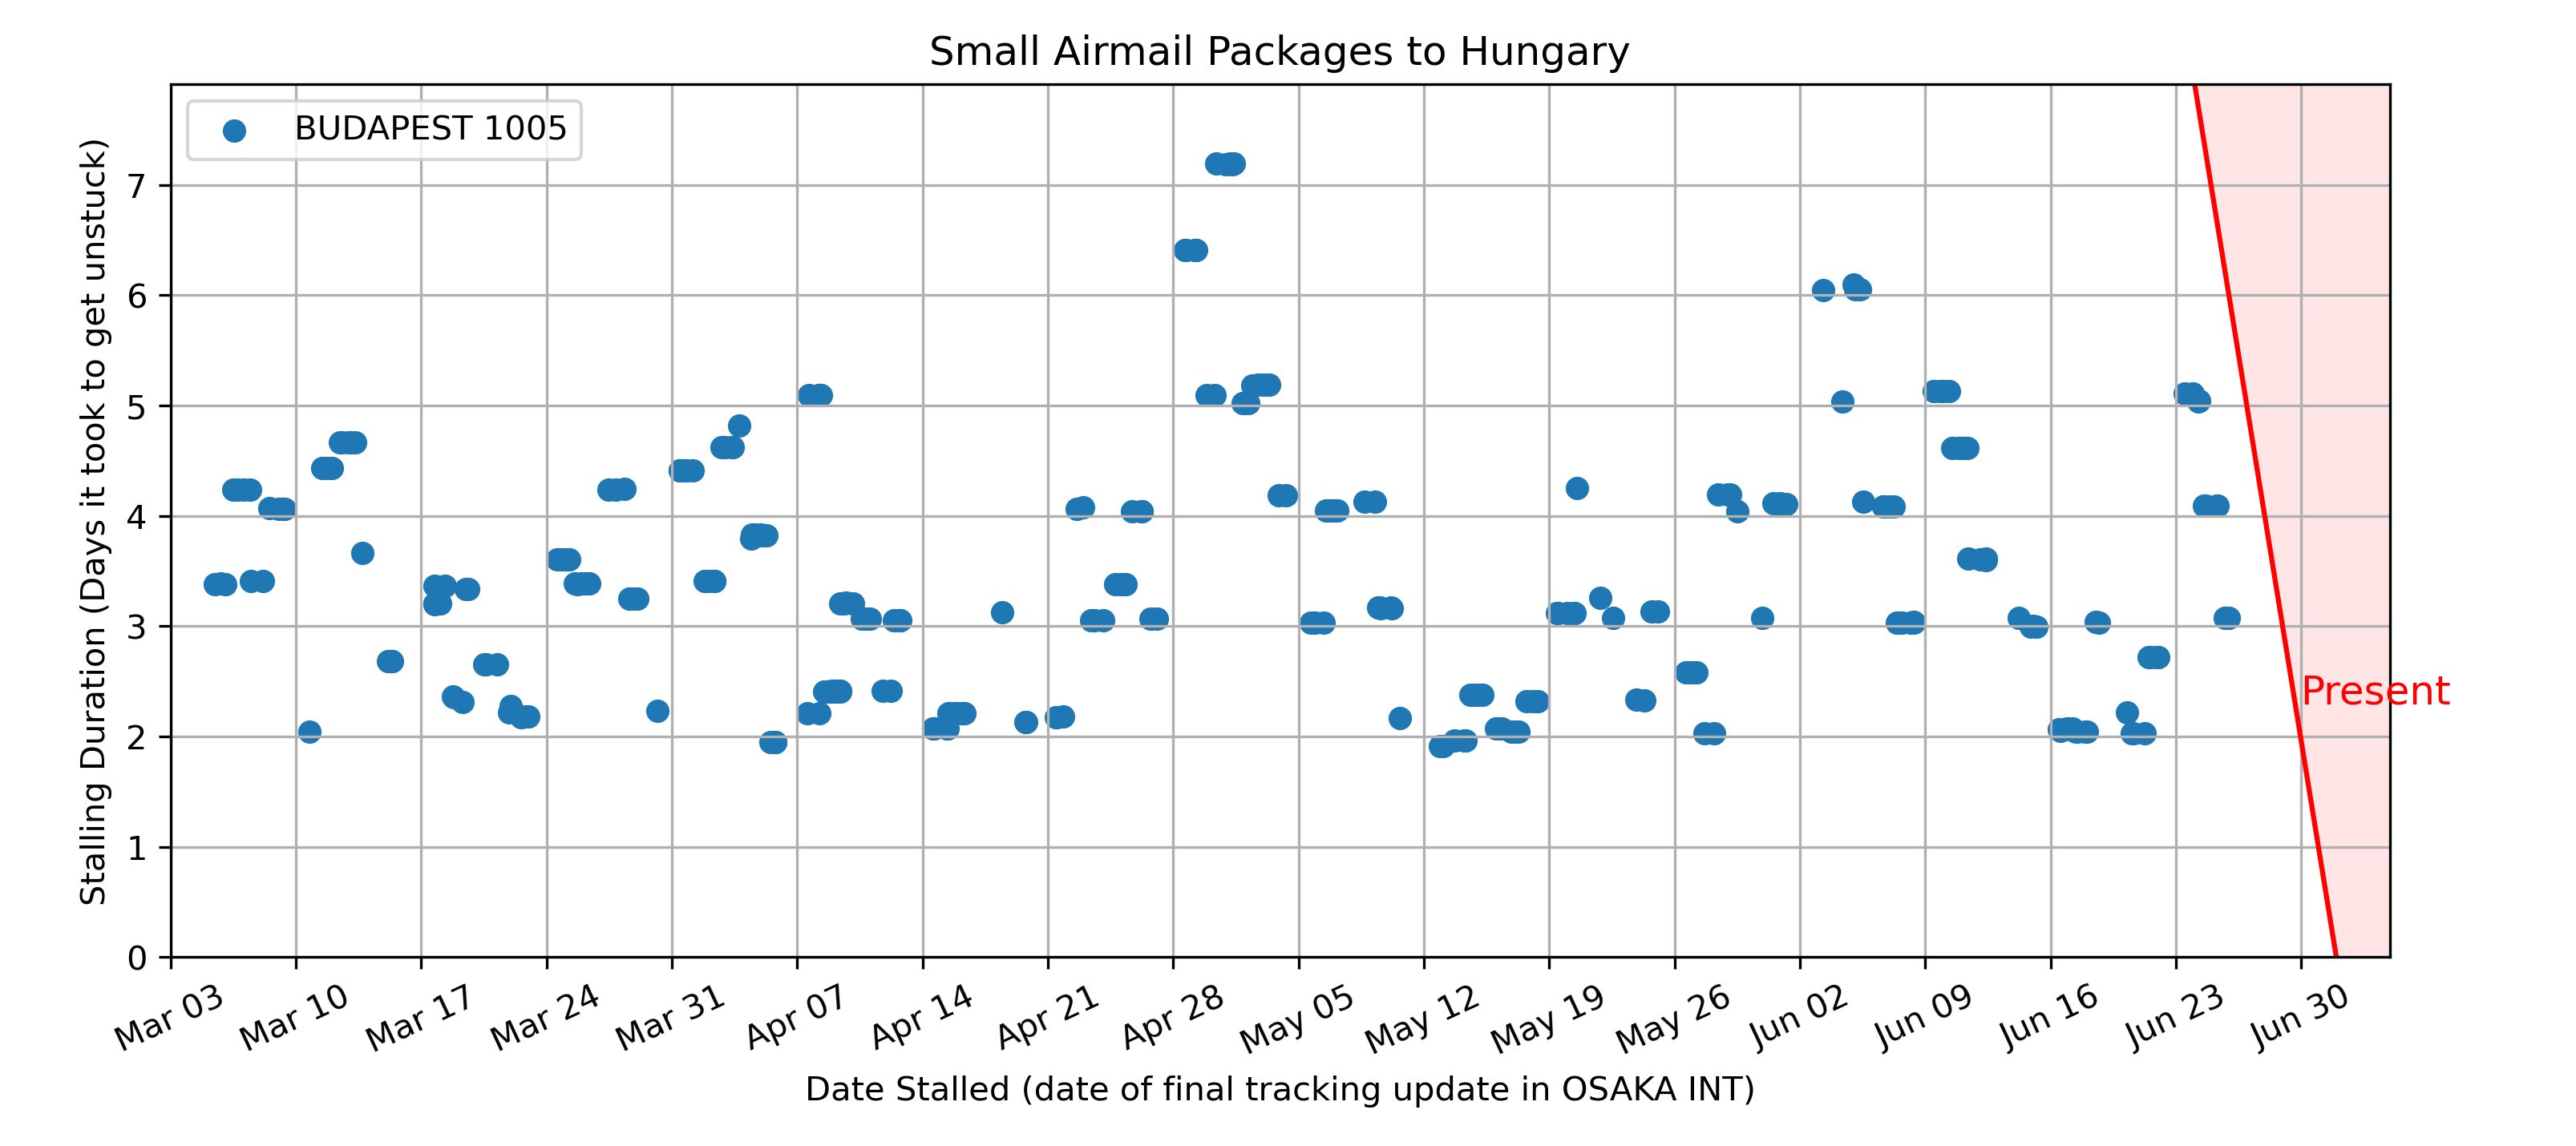 Small Airmail Packages to Hungary
BUDAPEST 1005
Stalling Duration (Days it took to get unstuck)
7
6
5
4
3
2
1
0
Present
Mar 03
Mar 10
Mar 17
Mar 24
Mar 31
Apr 07
Apr 14
Apr 21
Apr 28
May 05
May 12
May 19
May 26
Jun 02
Jun 09
Jun 16
Jun 23
Jun 30
Date Stalled (date of final tracking update in OSAKA INT)